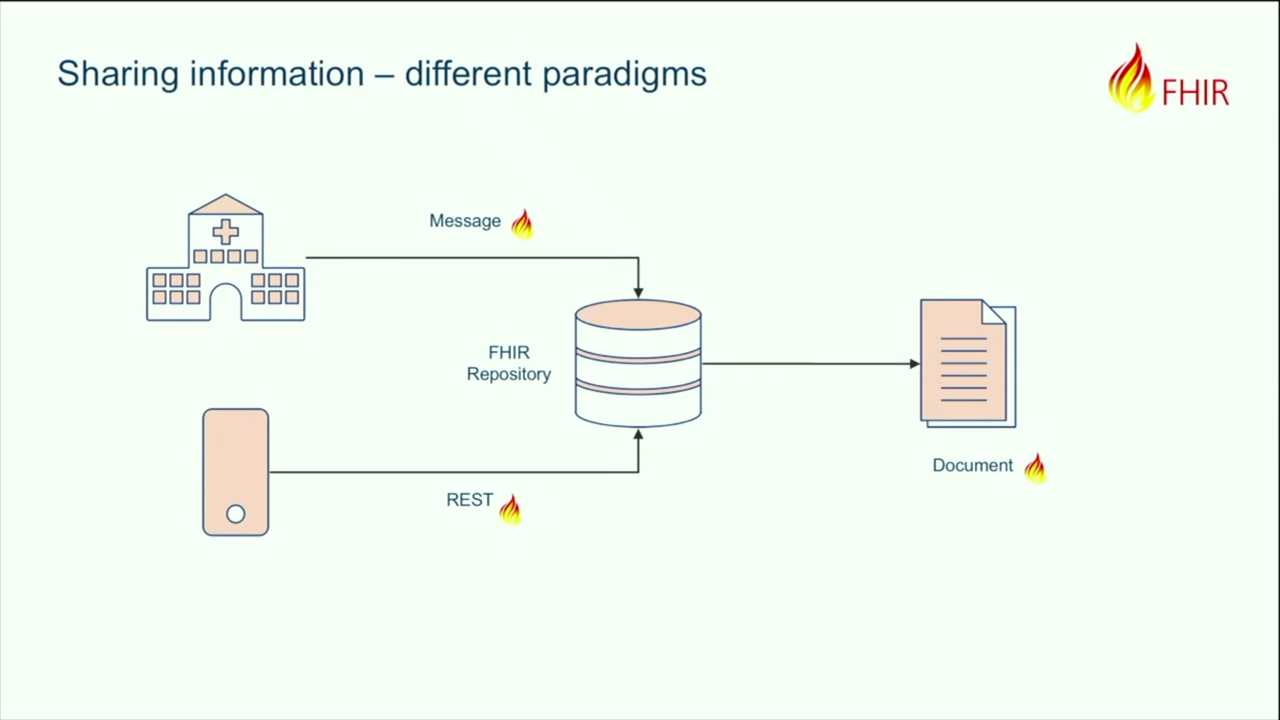 Sharing information – different paradigms
FHIR
Message
FHIR
Repository
Document
REST